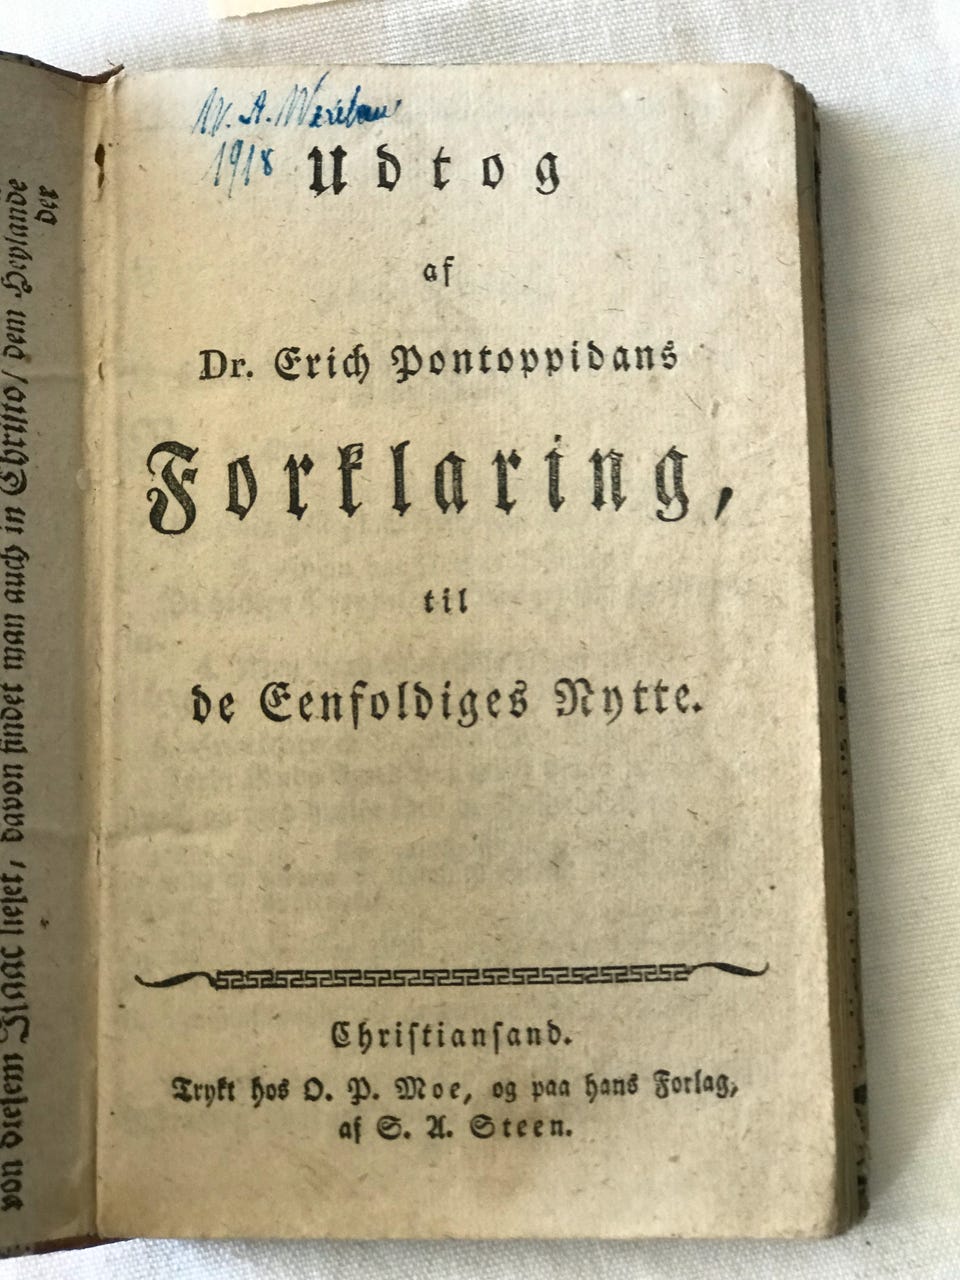 von diesem Isaac lieset, davon findet man auch in Christo/ dem Heylande
der
1918
Udtog
af
Dr. Erich Pontoppidans
Forklaring,
til
de Eenfoldiges Nytte.
Christiansand.
Trykt hos O. P. Moe, og paa hans Forlag,
af S. A. Steen.